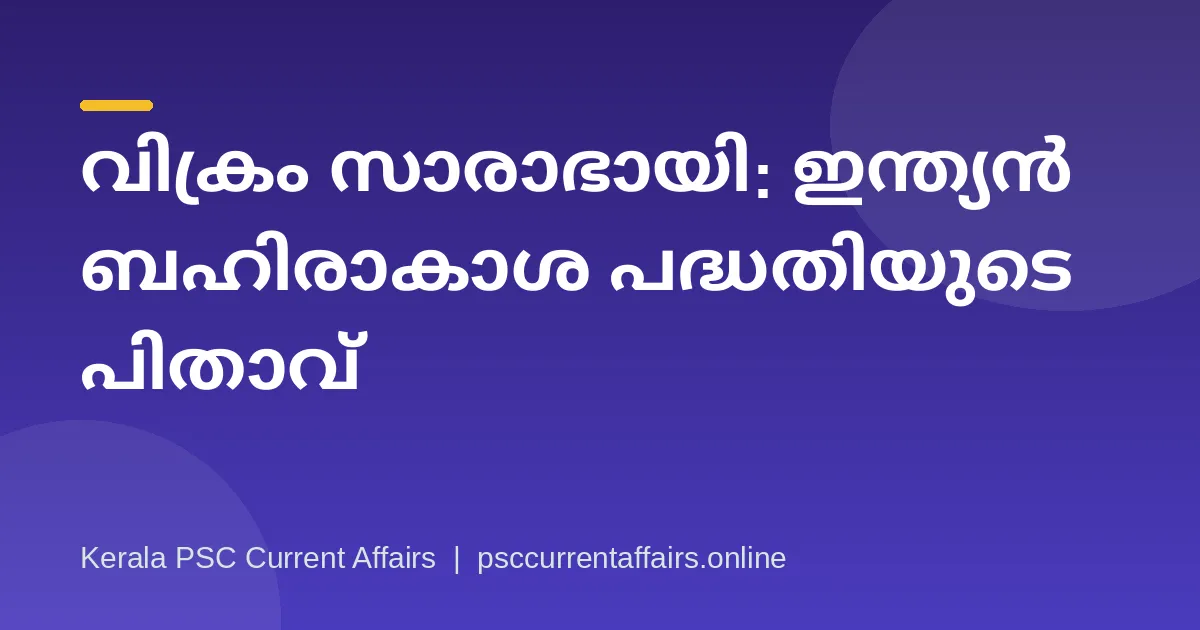 വിക്രം സാരാഭായി: ഇന്ത്യൻ
ബഹിരാകാശ പദ്ധതിയുടെ
പിതാവ്
Kerala PSC Current Affairs | psccurrentaffairs.online